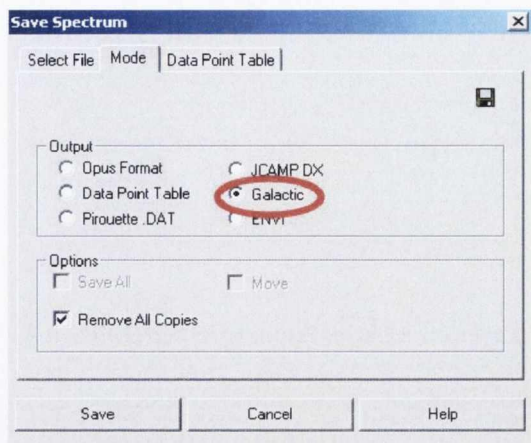 Save Spectrum
Select File Mode Data Point Table
Output
Opus Format JCAMP DX
Data Point Table Galactic
Pirouette .DAT ENVI
Options
Save All Move
Remove All Copies
Save Cancel Help